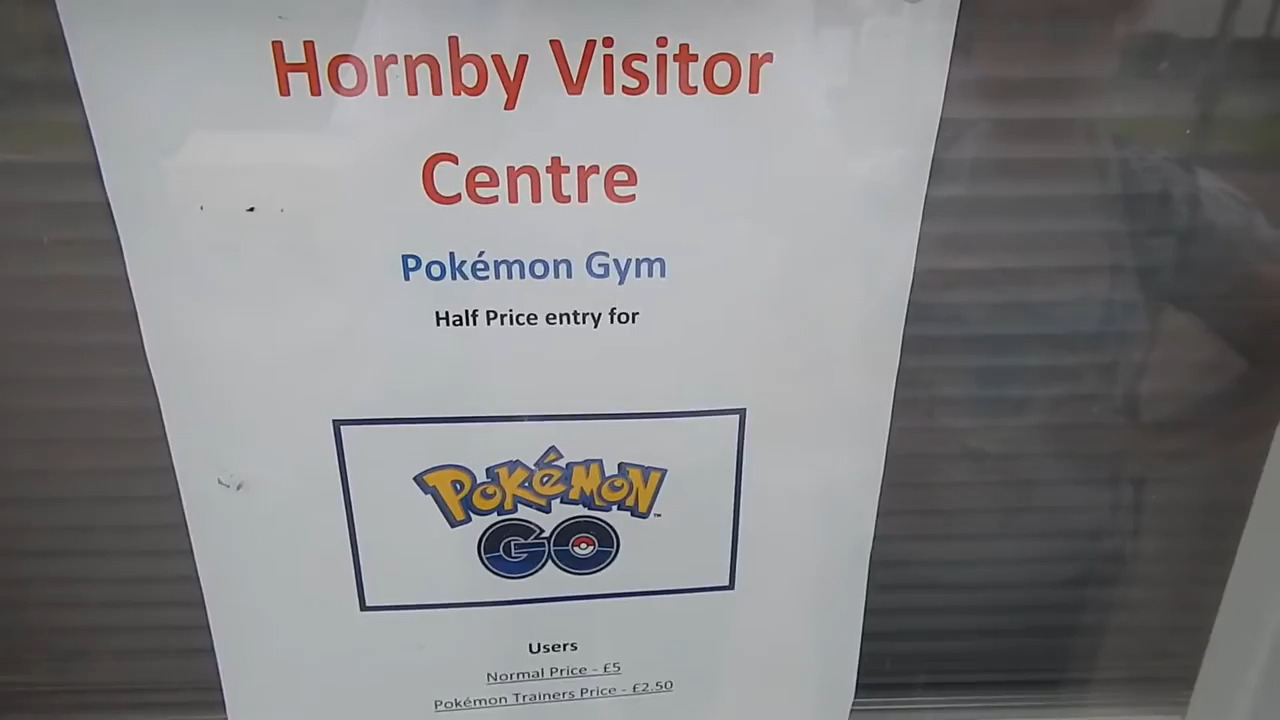 Hornby Visitor
Centre
Pokémon Gym
Half Price entry for
POKéMON
GO
Users
Normal Price - £5
Pokémon Trainers Price - £2.50